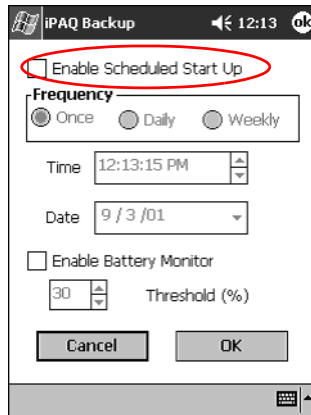 iPAQ Backup 12:13 ok
Enable Scheduled Start Up
Frequency
Once Daily Weekly
Time 12:13:15 PM
Date 9 / 3 /01
Enable Battery Monitor
30 Threshold (%)
Cancel OK